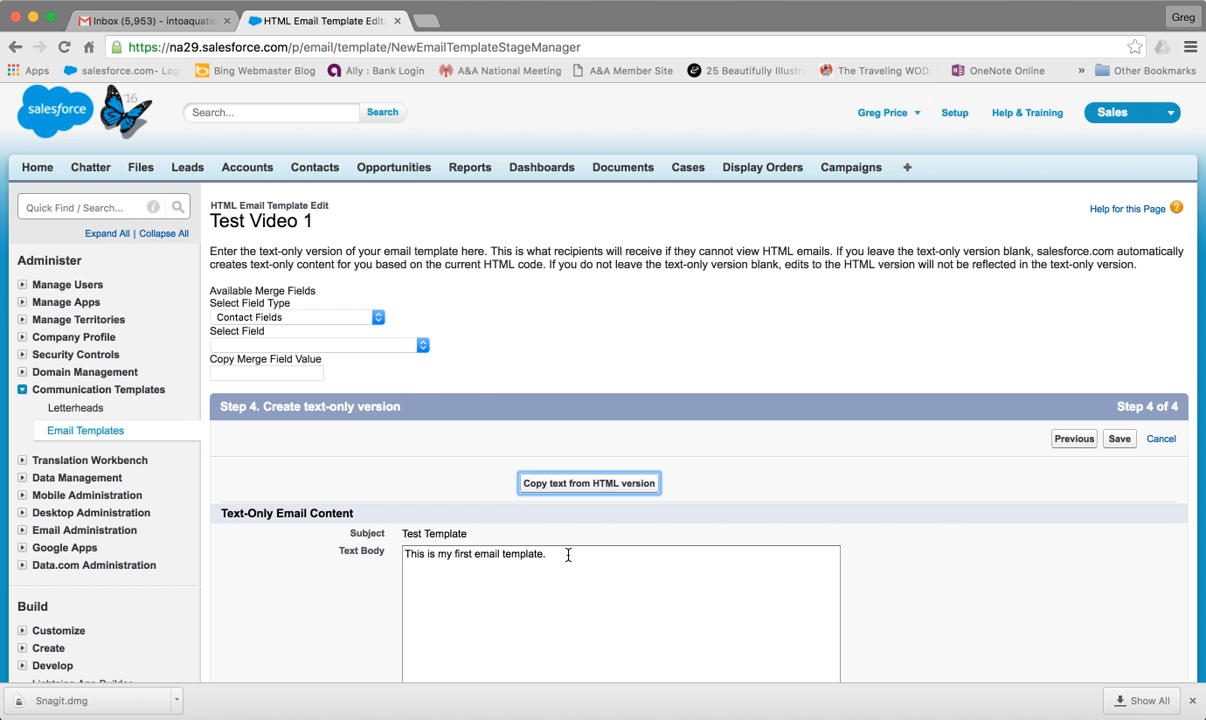 Inbox (5,953) - intoaquatic
HTML Email Template Edit:
Greg
https://na29.salesforce.com/p/email/template/NewEmailTemplateStageManager
Apps
salesforce.com- Log
Bing Webmaster Blog
Ally : Bank Login
A&A National Meeting
A&A Member Site
25 Beautifully Illustr
The Traveling WOD
OneNote Online
»
Other Bookmarks
salesforce
'16
Search...
Search
Greg Price
Setup
Help & Training
Sales
Home
Chatter
Files
Leads
Accounts
Contacts
Opportunities
Reports
Dashboards
Documents
Cases
Display Orders
Campaigns
+
Quick Find / Search...
Expand All | Collapse All
Administer
Manage Users
Manage Apps
Manage Territories
Company Profile
Security Controls
Domain Management
Communication Templates
Letterheads
Email Templates
Translation Workbench
Data Management
Mobile Administration
Desktop Administration
Email Administration
Google Apps
Data.com Administration
Build
Customize
Create
Develop
HTML Email Template Edit
Test Video 1
Help for this Page
Enter the text-only version of your email template here. This is what recipients will receive if they cannot view HTML emails. If you leave the text-only version blank, salesforce.com automatically
creates text-only content for you based on the current HTML code. If you do not leave the text-only version blank, edits to the HTML version will not be reflected in the text-only version.
Available Merge Fields
Select Field Type
Contact Fields
Select Field
Copy Merge Field Value
Step 4. Create text-only version
Step 4 of 4
Previous
Save
Cancel
Copy text from HTML version
Text-Only Email Content
Subject
Test Template
Text Body
This is my first email template.
Snagit.dmg
Show All